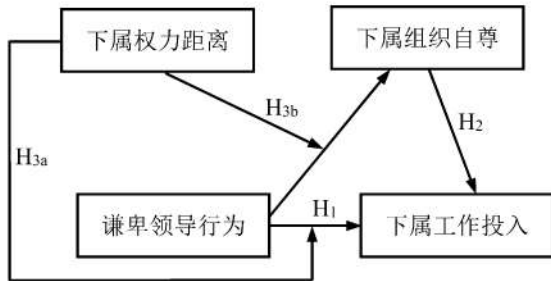 下属权力距离
下属组织自尊
H3b
H2
H3a
谦卑领导行为
H1
下属工作投入